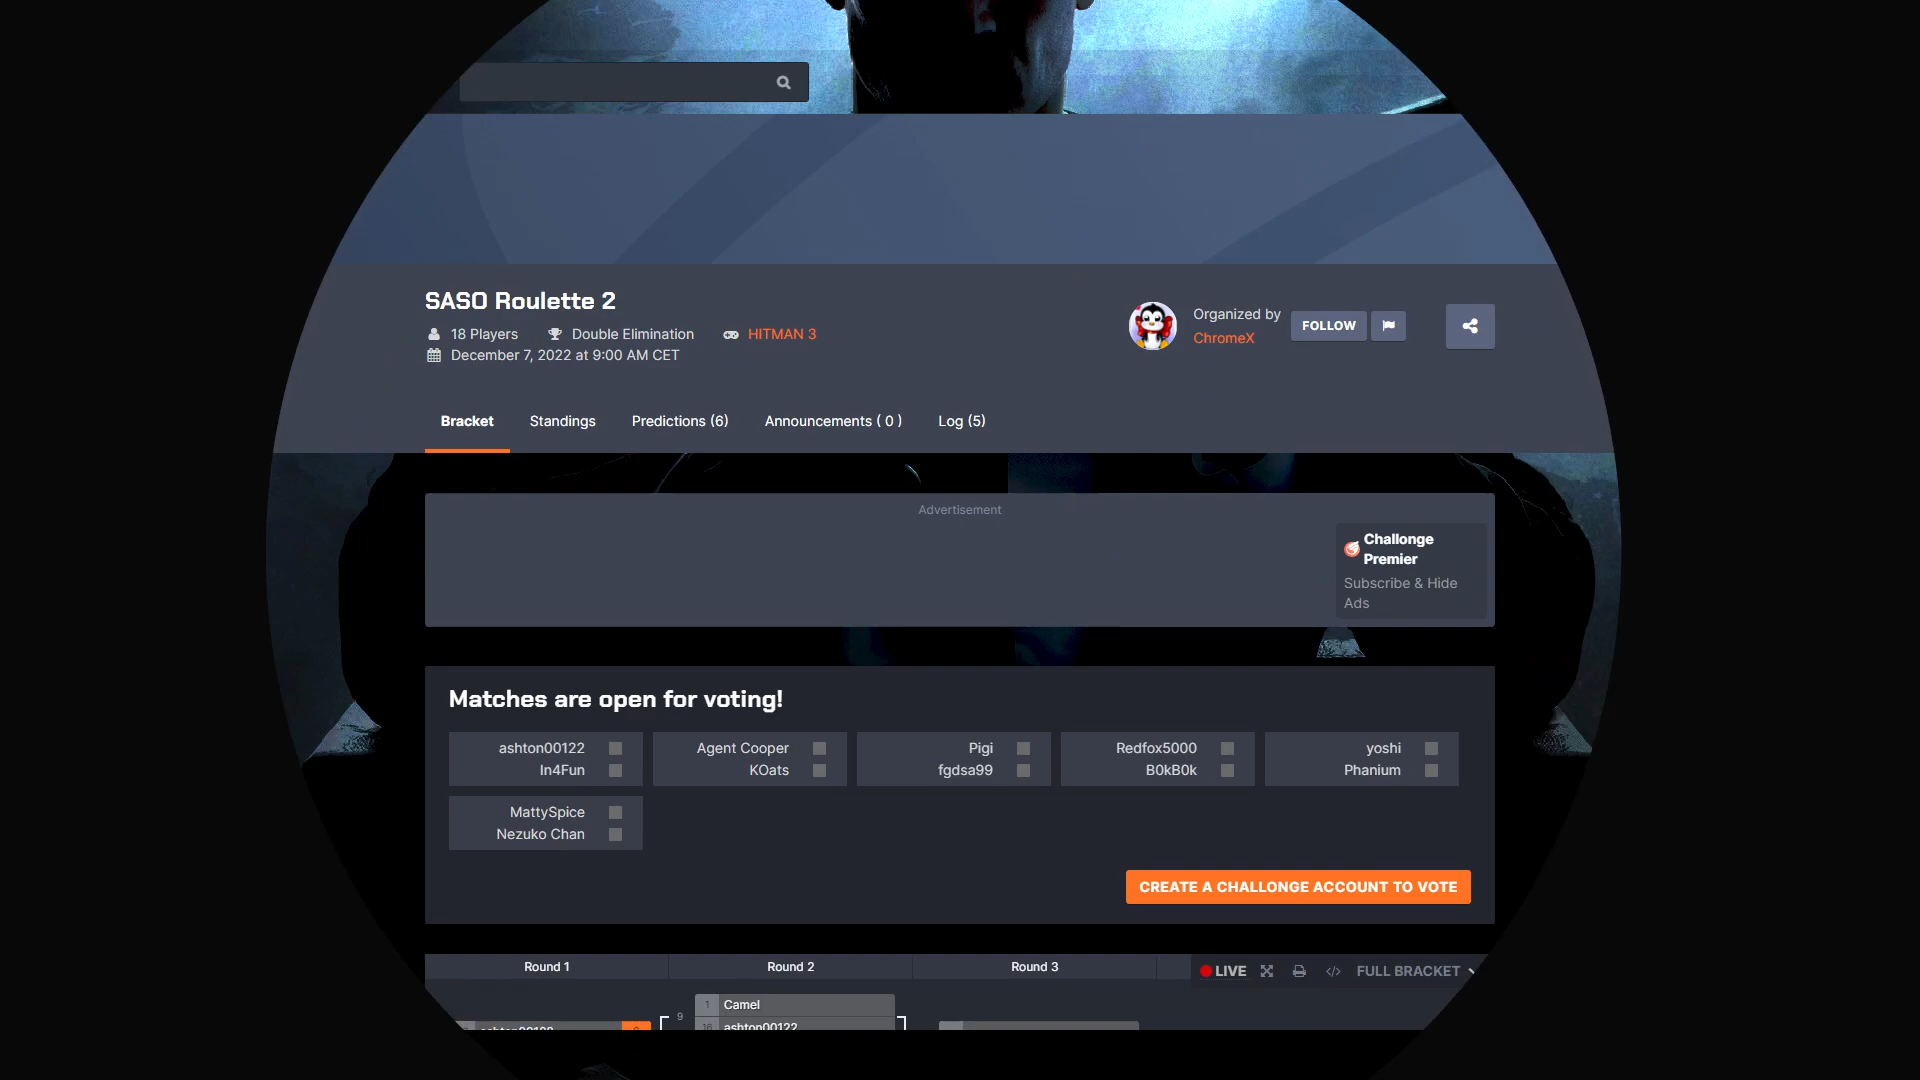 SASO Roulette 2
18 Players Double Elimination HITMAN 3
December 7, 2022 at 9:00 AM CET
Organized by
ChromeX
FOLLOW
Bracket Standings Predictions (6) Announcements ( 0 ) Log (5)
Advertisement
Challonge
Premier
Subscribe & Hide
Ads
Matches are open for voting!
ashton00122
In4Fun
Agent Cooper
KOats
Pigi
fgdsa99
Redfox5000
B0kB0k
yoshi
Phanium
MattySpice
Nezuko Chan
CREATE A CHALLONGE ACCOUNT TO VOTE
Round 1 Round 2 Round 3
LIVE </> FULL BRACKET
1 Camel
9
16 ashton00122